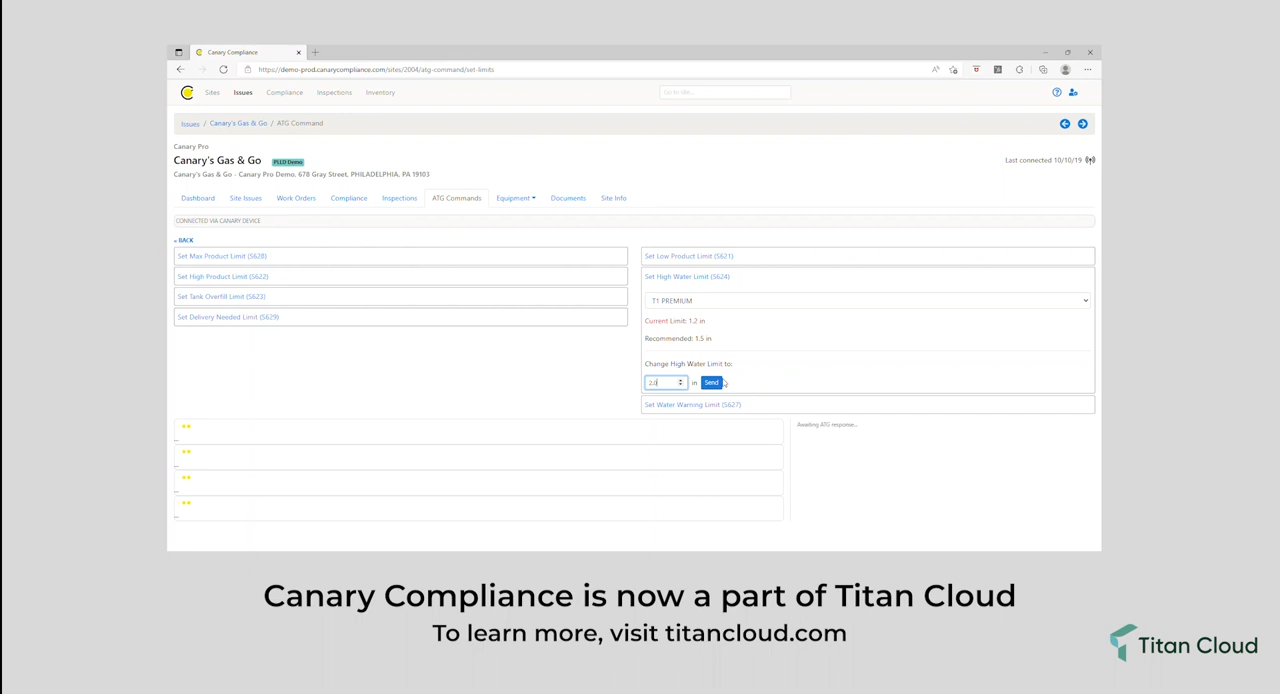 Canary Compliance
https://demo-prod.canarycompliance.com/sites/2004/atg-command/set-limits
Sites Issues Compliance Inspections Inventory
Go to site...
Issues / Canary's Gas & Go / ATG Command
Canary Pro
Canary's Gas & Go PLLD Demo
Last connected 10/10/19
Canary's Gas & Go - Canary Pro Demo, 678 Gray Street, PHILADELPHIA, PA 19103
Dashboard Site Issues Work Orders Compliance Inspections ATG Commands Equipment Documents Site Info
CONNECTED VIA CANARY DEVICE
« BACK
Set Max Product Limit (S628)
Set High Product Limit (S622)
Set Tank Overfill Limit (S623)
Set Delivery Needed Limit (S629)
Set Low Product Limit (S621)
Set High Water Limit (S624)
T1 PREMIUM
Current Limit: 1.2 in
Recommended: 1.5 in
Change High Water Limit to:
2.0 in Send
Set Water Warning Limit (S627)
Awaiting ATG response...
Canary Compliance is now a part of Titan Cloud
To learn more, visit titancloud.com
Titan Cloud